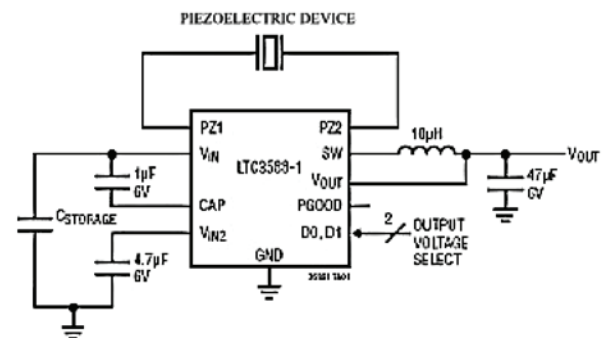 PIEZOELECTRIC DEVICE
PZ1
PZ2
10µH
VIN
LTC3588-1
SW
VOUT
1µF
6V
VOUT
47µF
6V
CAP
PGOOD
CSTORAGE
VIN2
D0, D1
2
OUTPUT
VOLTAGE
SELECT
4.7µF
6V
GND